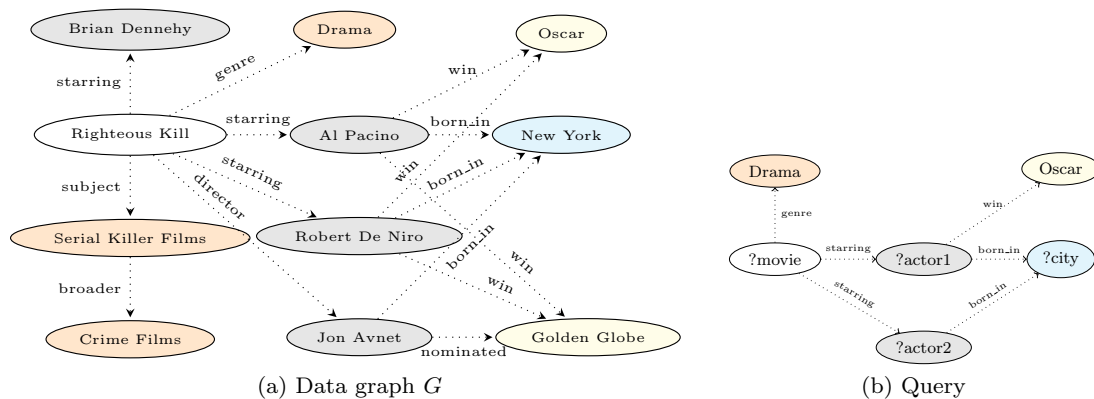 Brian Dennehy
Drama
Oscar
starring
genre
win
Righteous Kill
starring
Al Pacino
born_in
New York
subject
starring
win
born_in
director
Serial Killer Films
Robert De Niro
born_in
win
broader
win
Crime Films
Jon Avnet
nominated
Golden Globe
(a) Data graph G
Drama
Oscar
genre
win
?movie
starring
?actor1
born_in
?city
starring
born_in
?actor2
(b) Query